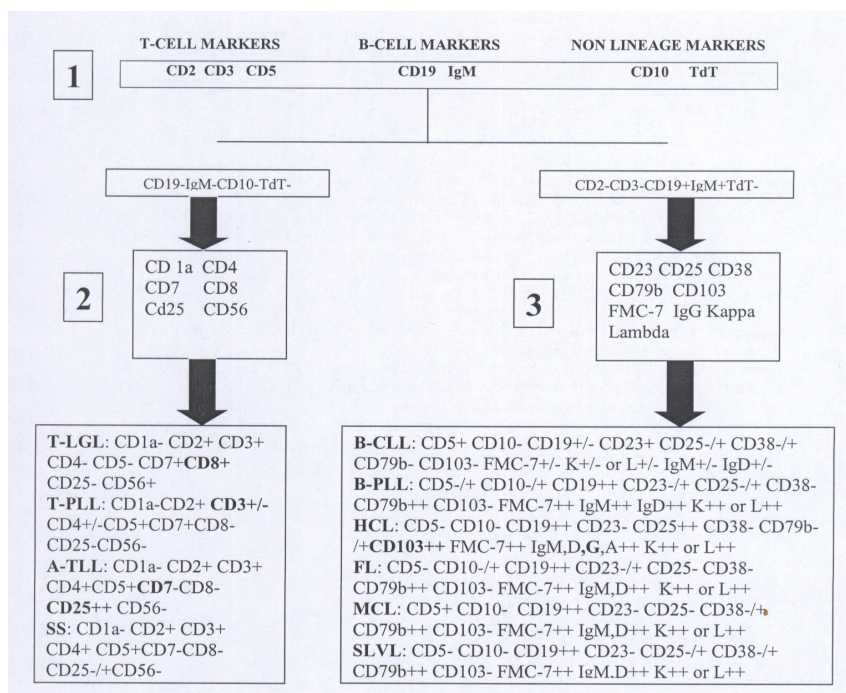 T-CELL MARKERS B-CELL MARKERS NON LINEAGE MARKERS
1
CD2 CD3 CD5 CD19 IgM CD10 TdT
CD19-IgM-CD10-TdT-
CD2-CD3-CD19+IgM+TdT-
2
CD 1a CD4
CD7 CD8
Cd25 CD56
3
CD23 CD25 CD38
CD79b CD103
FMC-7 IgG Kappa
Lambda
T-LGL: CD1a- CD2+ CD3+
CD4- CD5- CD7+CD8+
CD25- CD56+
T-PLL: CD1a-CD2+ CD3+/-
CD4+/-CD5+CD7+CD8-
CD25-CD56-
A-TLL: CD1a- CD2+ CD3+
CD4+CD5+CD7-CD8-
CD25++ CD56-
SS: CD1a- CD2+ CD3+
CD4+ CD5+CD7-CD8-
CD25-/+CD56-
B-CLL: CD5+ CD10- CD19+/- CD23+ CD25-/+ CD38-/+
CD79b- CD103- FMC-7+/- K+/- or L+/- IgM+/- IgD+/-
B-PLL: CD5-/+ CD10-/+ CD19++ CD23-/+ CD25-/+ CD38-
CD79b++ CD103- FMC-7++ IgM++ IgD++ K++ or L++
HCL: CD5- CD10- CD19++ CD23- CD25++ CD38- CD79b-
/+CD103++ FMC-7++ IgM,D,G,A++ K++ or L++
FL: CD5- CD10-/+ CD19++ CD23-/+ CD25- CD38-
CD79b++ CD103- FMC-7++ IgM,D++ K++ or L++
MCL: CD5+ CD10- CD19++ CD23- CD25- CD38-/+
CD79b++ CD103- FMC-7++ IgM,D++ K++ or L++
SLVL: CD5- CD10- CD19++ CD23- CD25-/+ CD38-/+
CD79b++ CD103- FMC-7++ IgM.D++ K++ or L++